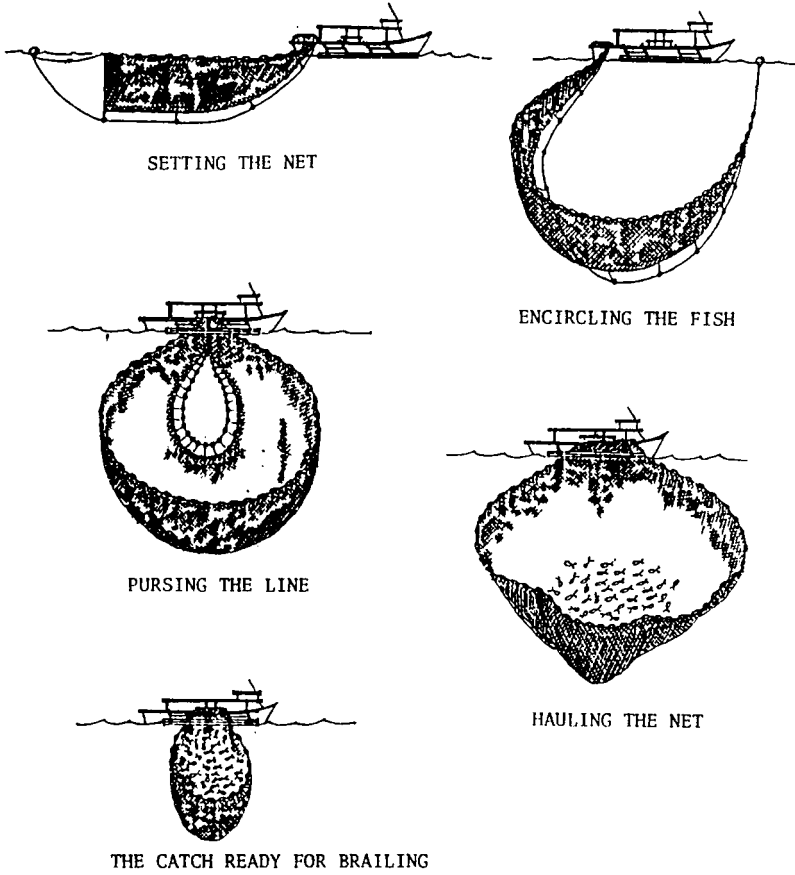 SETTING THE NET
ENCIRCLING THE FISH
PURSING THE LINE
HAULING THE NET
THE CATCH READY FOR BRAILING